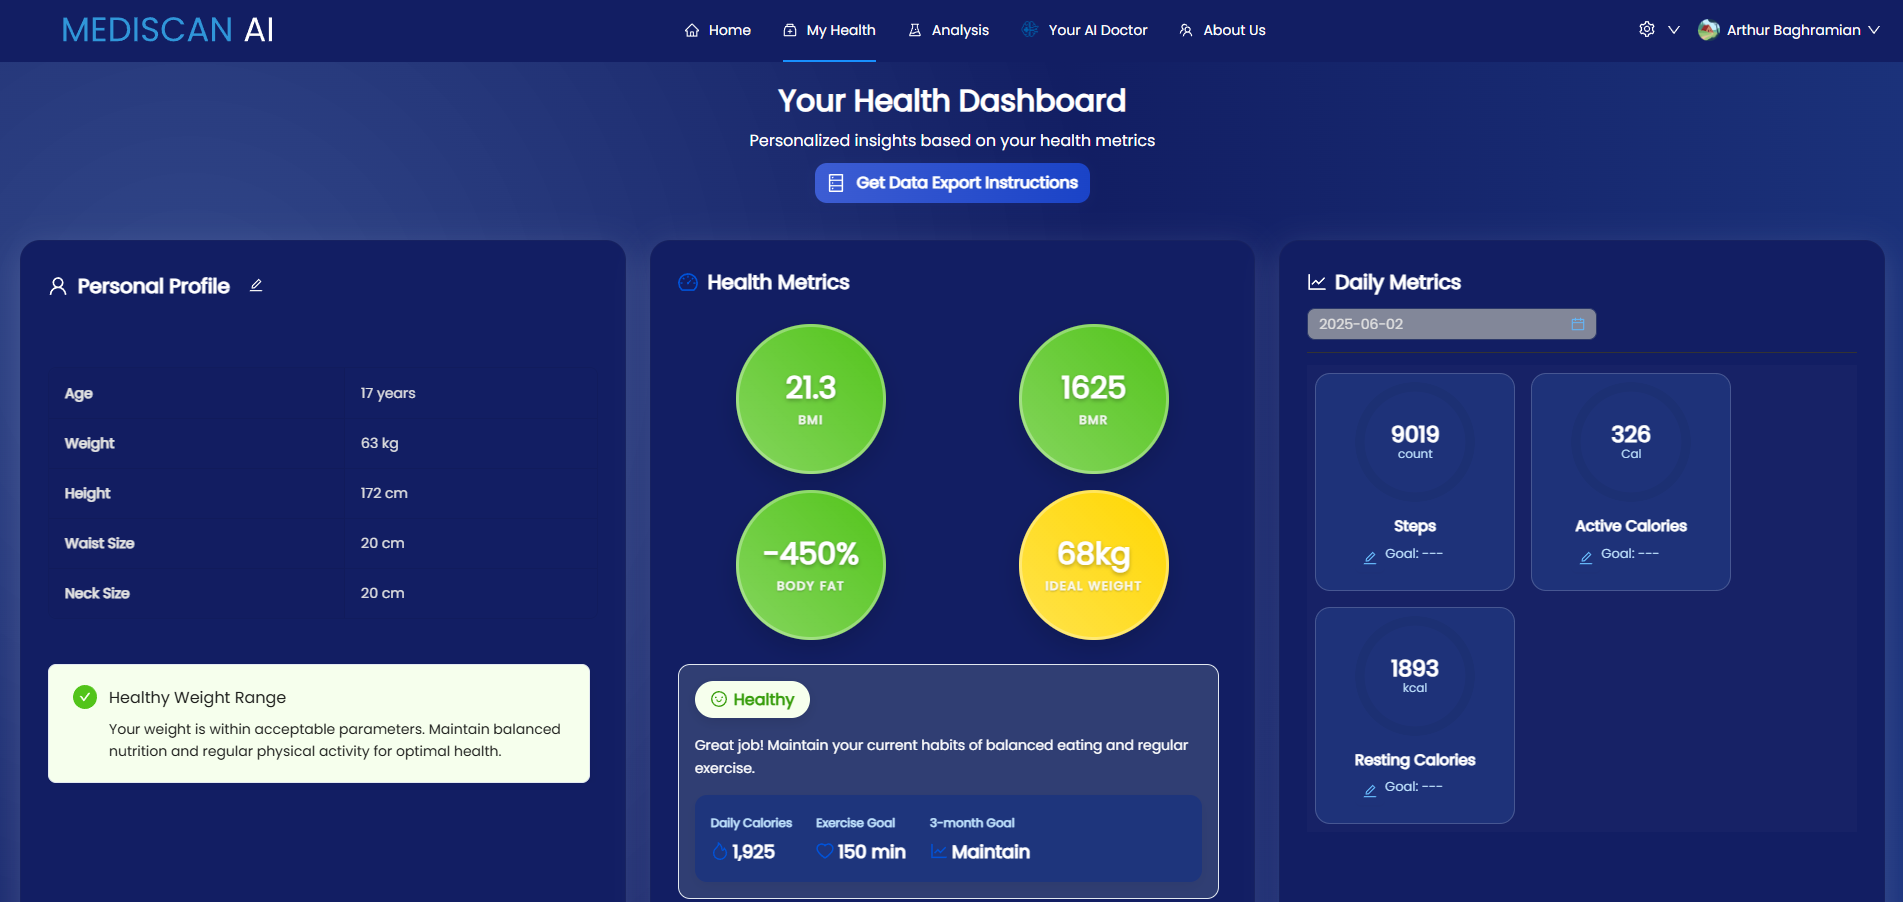 MEDISCAN AI
Home
My Health
Analysis
Your AI Doctor
About Us
Arthur Baghramian
Your Health Dashboard
Personalized insights based on your health metrics
Get Data Export Instructions
Personal Profile
Age 17 years
Weight 63 kg
Height 172 cm
Waist Size 20 cm
Neck Size 20 cm
Healthy Weight Range
Your weight is within acceptable parameters. Maintain balanced
nutrition and regular physical activity for optimal health.
Health Metrics
21.3
BMI
1625
BMR
-450%
BODY FAT
68kg
IDEAL WEIGHT
Healthy
Great job! Maintain your current habits of balanced eating and regular
exercise.
Daily Calories
1,925
Exercise Goal
150 min
3-month Goal
Maintain
Daily Metrics
2025-06-02
9019
count
Steps
Goal: ---
326
Cal
Active Calories
Goal: ---
1893
kcal
Resting Calories
Goal: ---